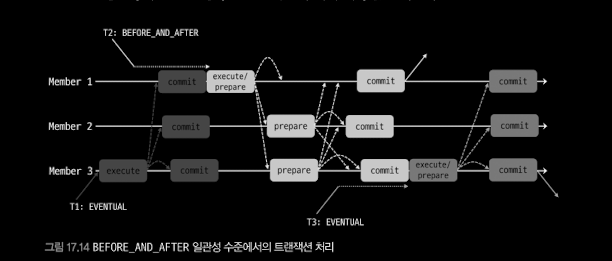 T2: BEFORE_AND_AFTER
Member 1
commit
execute/
prepare
commit
commit
Member 2
commit
prepare
commit
commit
Member 3
execute
commit
prepare
commit
execute/
prepare
commit
T1: EVENTUAL
T3: EVENTUAL
그림 17.14 BEFORE_AND_AFTER 일관성 수준에서의 트랜잭션 처리